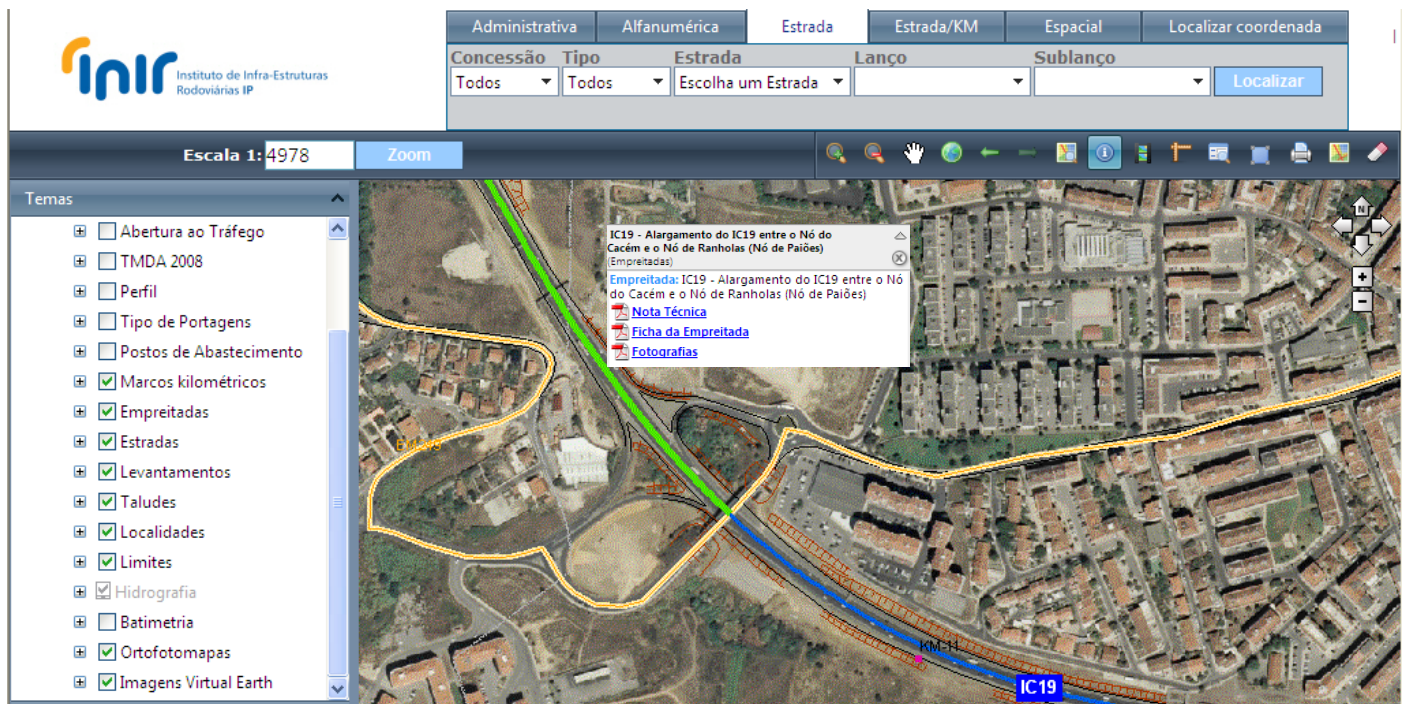 inir
Instituto de Infra-Estruturas
Rodoviárias IP
Administrativa Alfanumérica Estrada Estrada/KM Espacial Localizar coordenada
Concessão Tipo Estrada Lanço Sublanço
Todos Todos Escolha um Estrada Localizar
Escala 1: 4978 Zoom
Temas
Abertura ao Tráfego
TMDA 2008
Perfil
Tipo de Portagens
Postos de Abastecimento
Marcos kilométricos
Empreitadas
Estradas
Levantamentos
Taludes
Localidades
Limites
Hidrografia
Batimetria
Ortofotomapas
Imagens Virtual Earth
IC19 - Alargamento do IC19 entre o Nó do
Cacém e o Nó de Ranholas (Nó de Paiões)
(Empreitadas)
Empreitada: IC19 - Alargamento do IC19 entre o Nó
do Cacém e o Nó de Ranholas (Nó de Paiões)
Nota Técnica
Ficha da Empreitada
Fotografias
N
KM-11
IC19